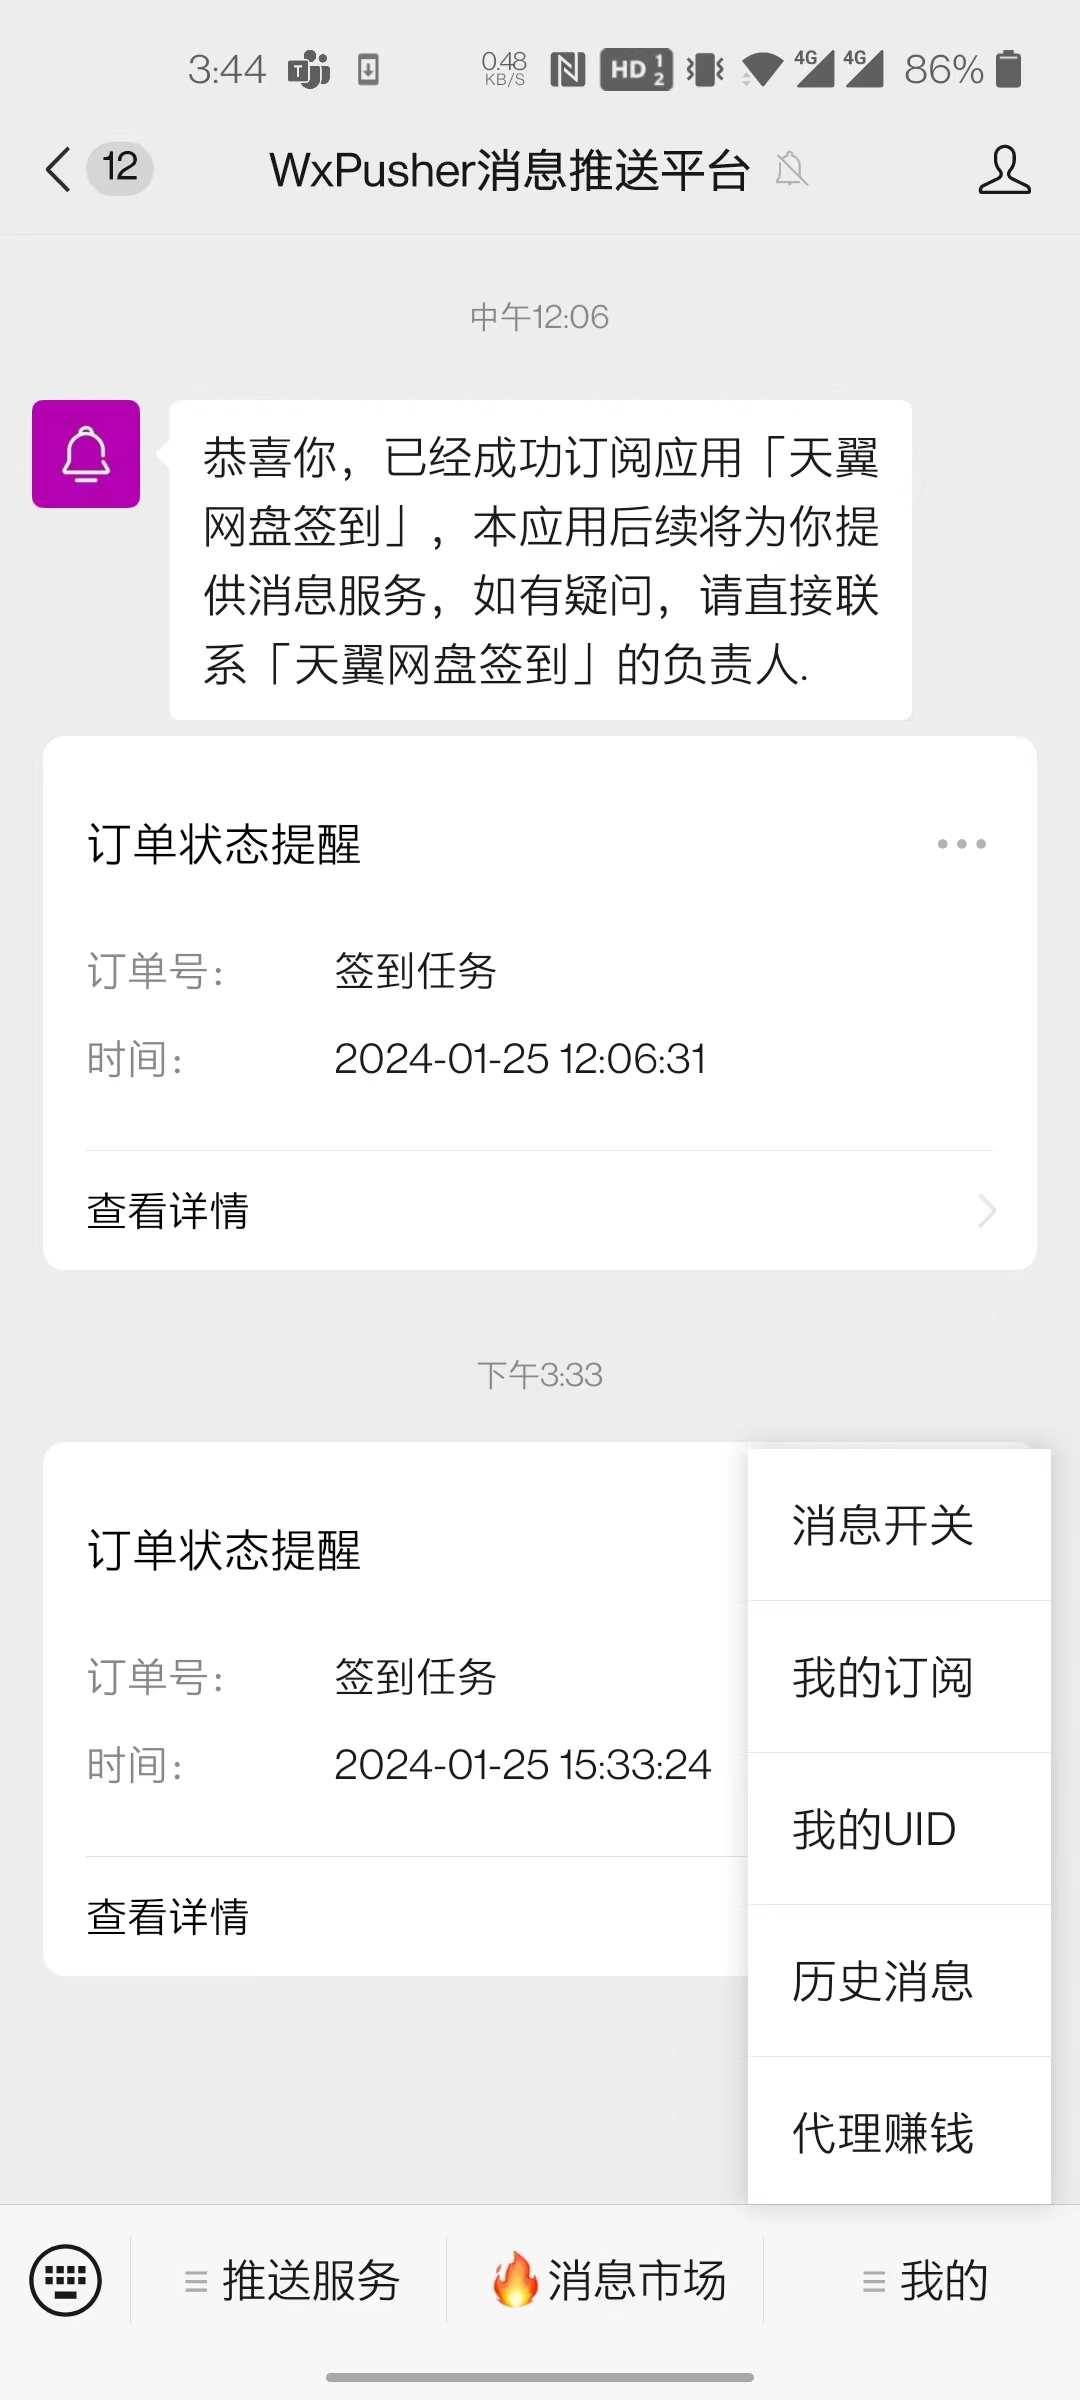 3:44
0.48 KB/S
HD 1 2
4G
4G
86%
12
WxPusher消息推送平台
中午12:06
恭喜你，已经成功订阅应用「天翼
网盘签到」，本应用后续将为你提
供消息服务，如有疑问，请直接联
系「天翼网盘签到」的负责人.
订单状态提醒
订单号： 签到任务
时间： 2024-01-25 12:06:31
查看详情
下午3:33
订单状态提醒
订单号： 签到任务
时间： 2024-01-25 15:33:24
查看详情
消息开关
我的订阅
我的UID
历史消息
代理赚钱
推送服务
🔥消息市场
我的